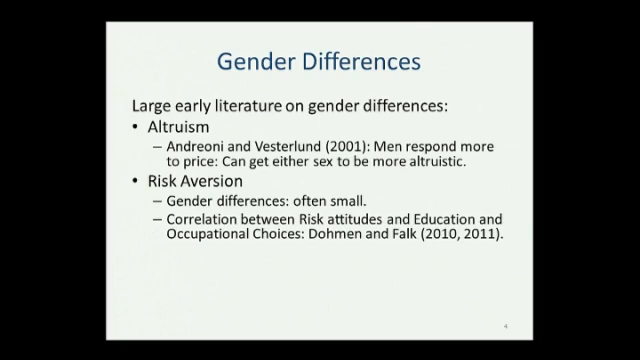 Gender Differences
Large early literature on gender differences:
• Altruism
– Andreoni and Vesterlund (2001): Men respond more
to price: Can get either sex to be more altruistic.
• Risk Aversion
– Gender differences: often small.
– Correlation between Risk attitudes and Education and
Occupational Choices: Dohmen and Falk (2010, 2011).
4